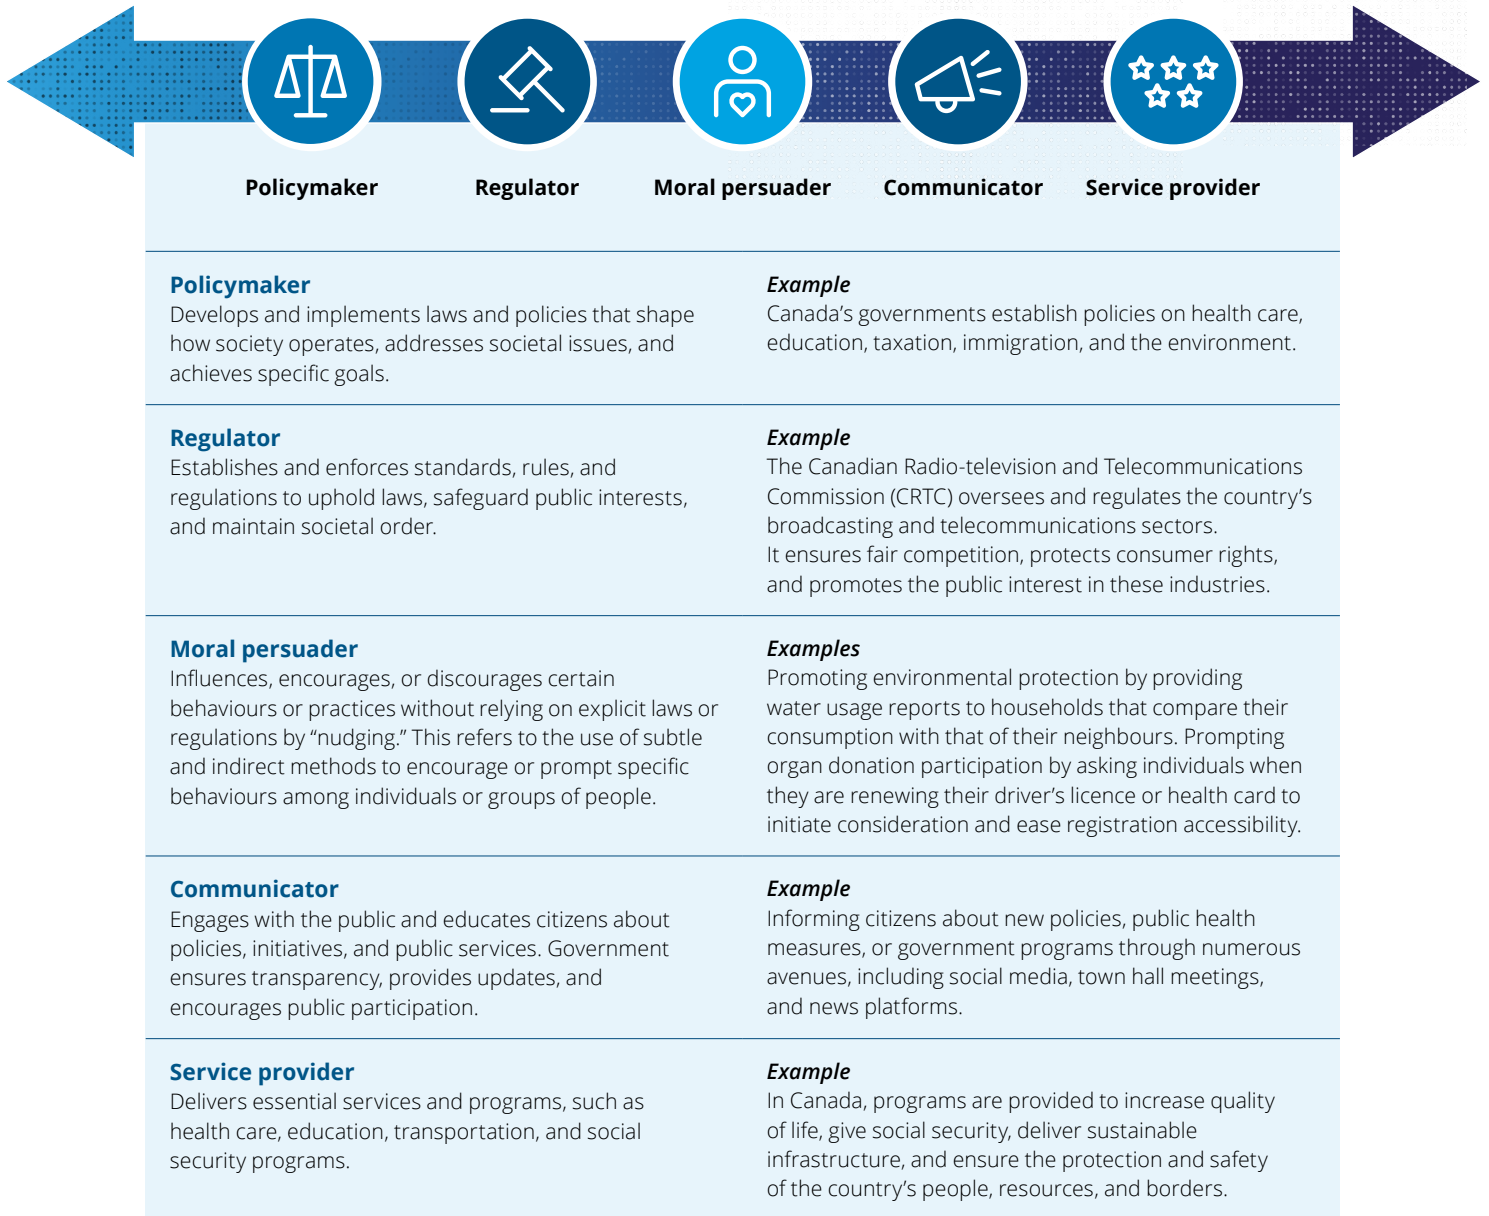 Policymaker
Regulator
Moral persuader
Communicator
Service provider
Policymaker
Develops and implements laws and policies that shape
how society operates, addresses societal issues, and
achieves specific goals.
Example
Canada’s governments establish policies on health care,
education, taxation, immigration, and the environment.
Regulator
Establishes and enforces standards, rules, and
regulations to uphold laws, safeguard public interests,
and maintain societal order.
Example
The Canadian Radio-television and Telecommunications
Commission (CRTC) oversees and regulates the country’s
broadcasting and telecommunications sectors.
It ensures fair competition, protects consumer rights,
and promotes the public interest in these industries.
Moral persuader
Influences, encourages, or discourages certain
behaviours or practices without relying on explicit laws or
regulations by “nudging.” This refers to the use of subtle
and indirect methods to encourage or prompt specific
behaviours among individuals or groups of people.
Examples
Promoting environmental protection by providing
water usage reports to households that compare their
consumption with that of their neighbours. Prompting
organ donation participation by asking individuals when
they are renewing their driver’s licence or health card to
initiate consideration and ease registration accessibility.
Communicator
Engages with the public and educates citizens about
policies, initiatives, and public services. Government
ensures transparency, provides updates, and
encourages public participation.
Example
Informing citizens about new policies, public health
measures, or government programs through numerous
avenues, including social media, town hall meetings,
and news platforms.
Service provider
Delivers essential services and programs, such as
health care, education, transportation, and social
security programs.
Example
In Canada, programs are provided to increase quality
of life, give social security, deliver sustainable
infrastructure, and ensure the protection and safety
of the country’s people, resources, and borders.